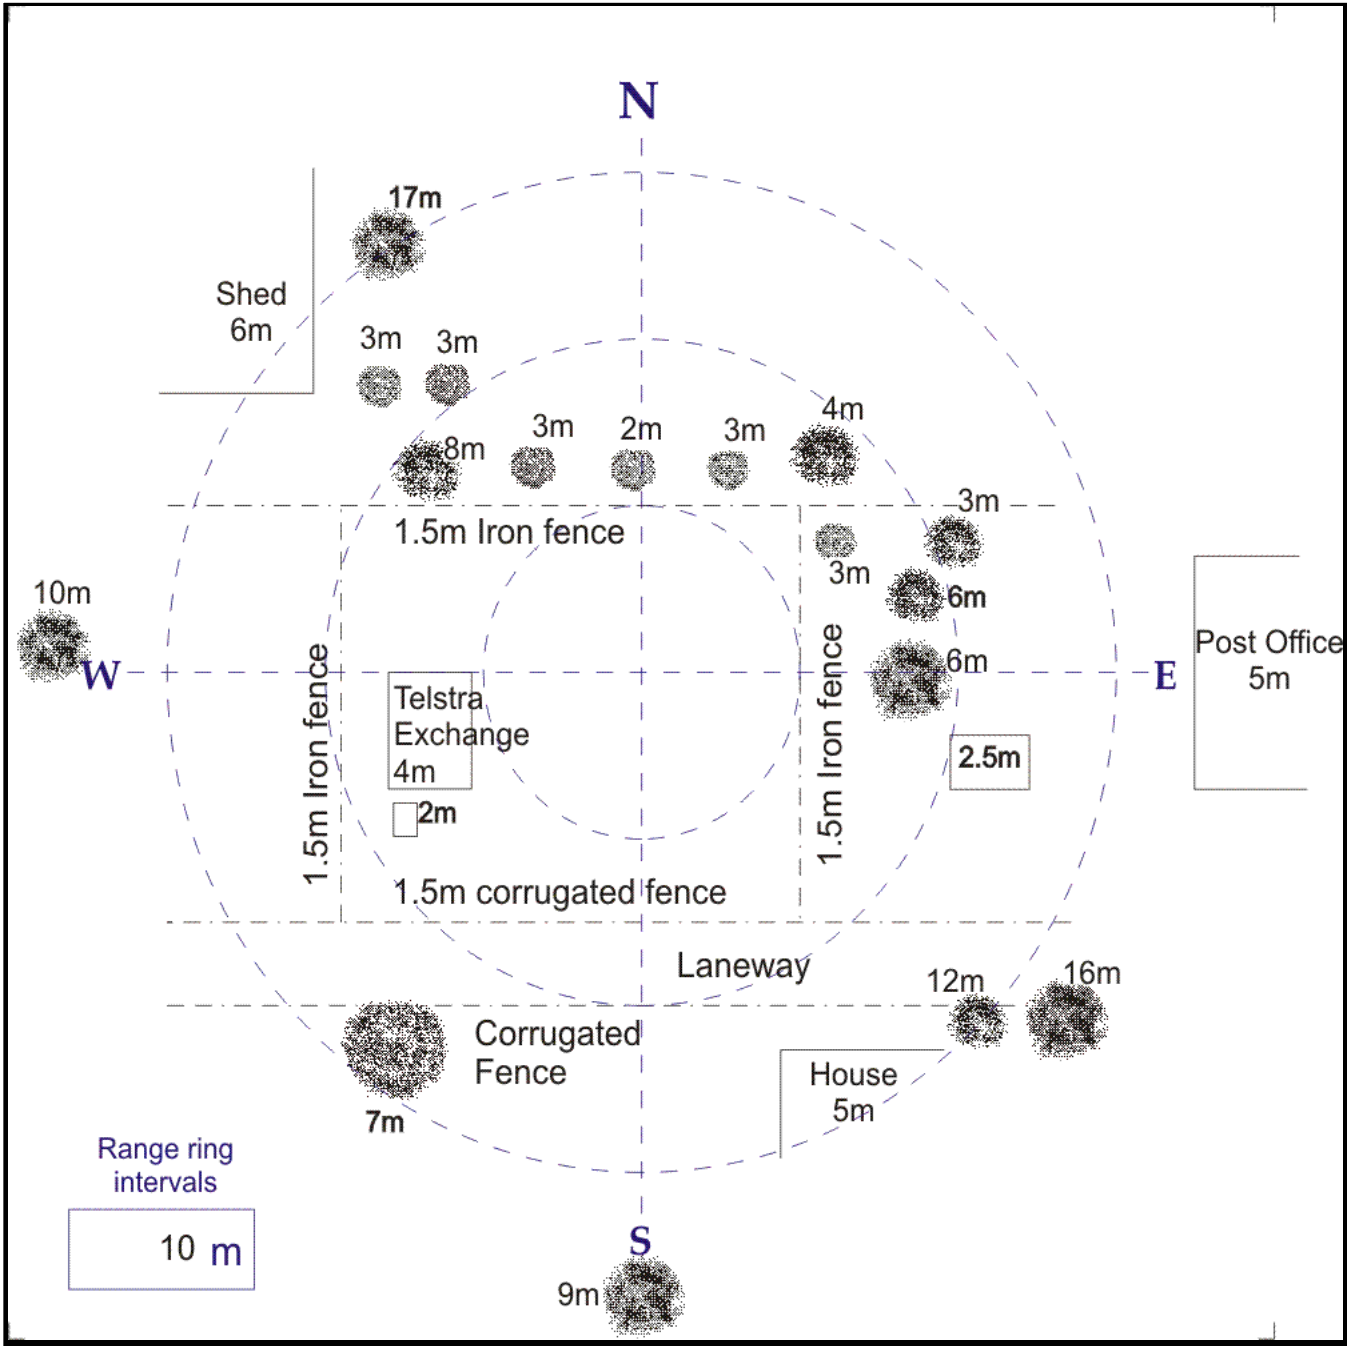 N
17m
Shed
6m
3m
3m
4m
3m
2m
3m
8m
3m
1.5m Iron fence
3m
10m
6m
W
1.5m Iron fence
Telstra
Exchange
4m
2m
1.5m Iron fence
6m
E
Post Office
5m
2.5m
1.5m corrugated fence
Laneway
12m
16m
Corrugated
Fence
House
5m
7m
Range ring
intervals
10 m
S
9m